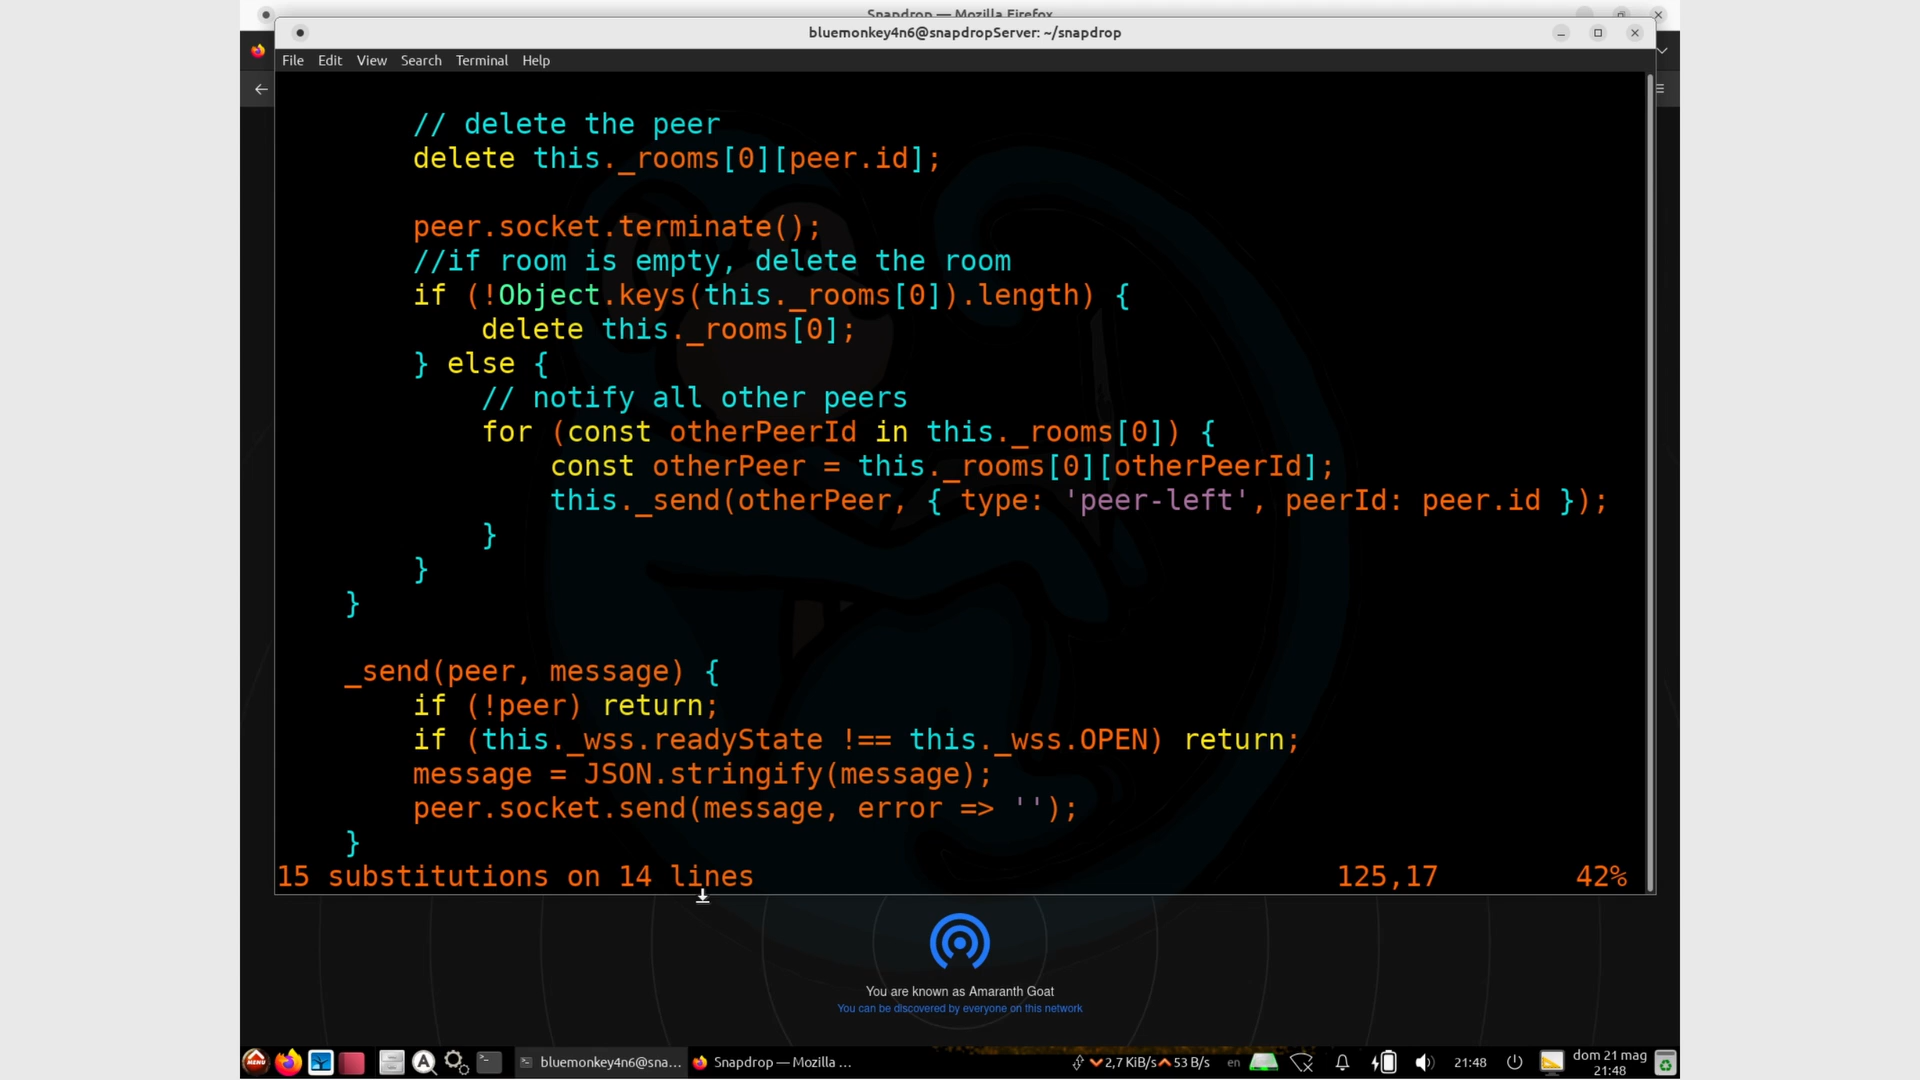 Snapdrop — Mozilla Firefox
bluemonkey4n6@snapdropServer: ~/snapdrop
File Edit View Search Terminal Help
// delete the peer
delete this._rooms[0][peer.id];
peer.socket.terminate();
//if room is empty, delete the room
if (!Object.keys(this._rooms[0]).length) {
delete this._rooms[0];
} else {
// notify all other peers
for (const otherPeerId in this._rooms[0]) {
const otherPeer = this._rooms[0][otherPeerId];
this._send(otherPeer, { type: 'peer-left', peerId: peer.id });
}
}
}
_send(peer, message) {
if (!peer) return;
if (this._wss.readyState !== this._wss.OPEN) return;
message = JSON.stringify(message);
peer.socket.send(message, error => '');
}
15 substitutions on 14 lines 125,17 42%
You are known as Amaranth Goat
You can be discovered by everyone on this network
MENU bluemonkey4n6@sna... Snapdrop — Mozilla ... 2,7 KiB/s 53 B/s en 21:48 dom 21 mag
21:48